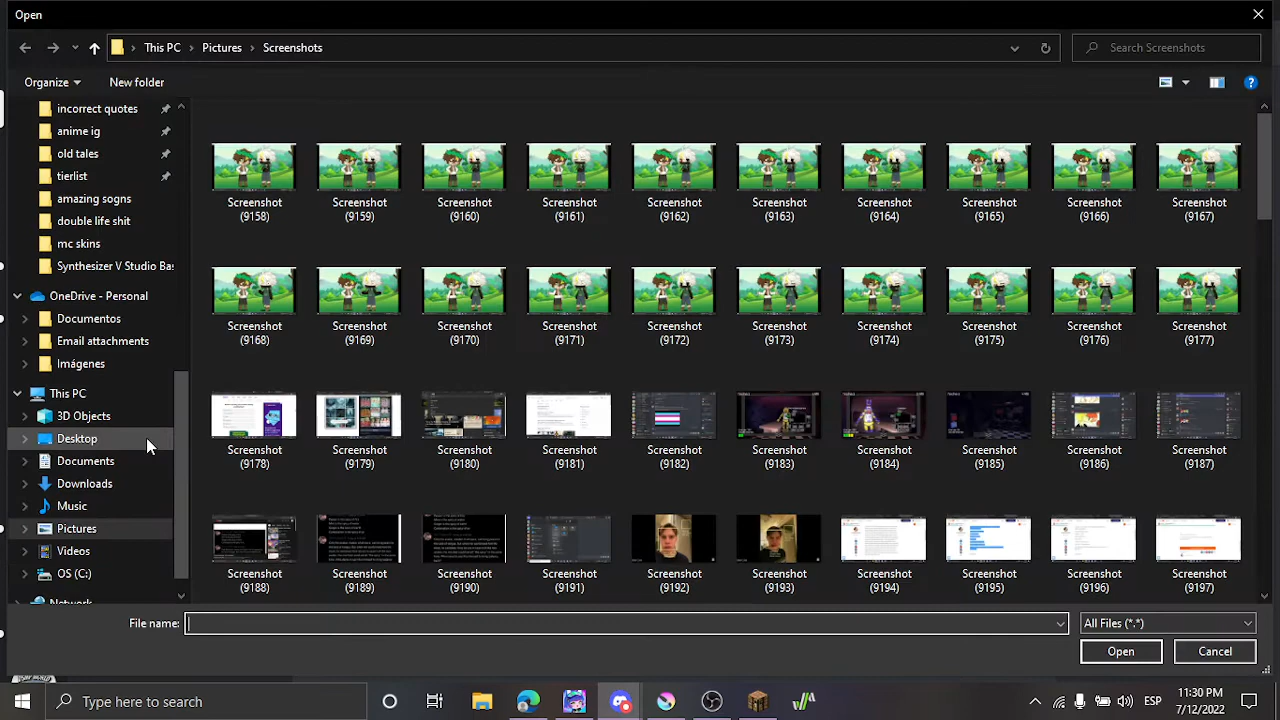 Open
This PC
Pictures
Screenshots
Search Screenshots
Organize
New folder
incorrect quotes
anime ig
old tales
tierlist
amazing sogns
double life shit
mc skins
Synthesizer V Studio Bas
OneDrive - Personal
Documentos
Email attachments
Imágenes
This PC
3D Objects
Desktop
Documents
Downloads
Music
Pictures
OS (C:)
Network
Screenshot (9158)
Screenshot (9159)
Screenshot (9160)
Screenshot (9161)
Screenshot (9162)
Screenshot (9163)
Screenshot (9164)
Screenshot (9165)
Screenshot (9166)
Screenshot (9167)
Screenshot (9168)
Screenshot (9169)
Screenshot (9170)
Screenshot (9171)
Screenshot (9172)
Screenshot (9173)
Screenshot (9174)
Screenshot (9175)
Screenshot (9176)
Screenshot (9177)
Screenshot (9178)
Screenshot (9179)
Screenshot (9180)
Screenshot (9181)
Screenshot (9182)
Screenshot (9183)
Screenshot (9184)
Screenshot (9185)
Screenshot (9186)
Screenshot (9187)
Screenshot (9188)
Screenshot (9189)
Screenshot (9190)
Screenshot (9191)
Screenshot (9192)
Screenshot (9193)
Screenshot (9194)
Screenshot (9195)
Screenshot (9196)
Screenshot (9197)
File name:
All Files (*.*)
Open
Cancel
Type here to search
ESP
11:30 PM
7/12/2022